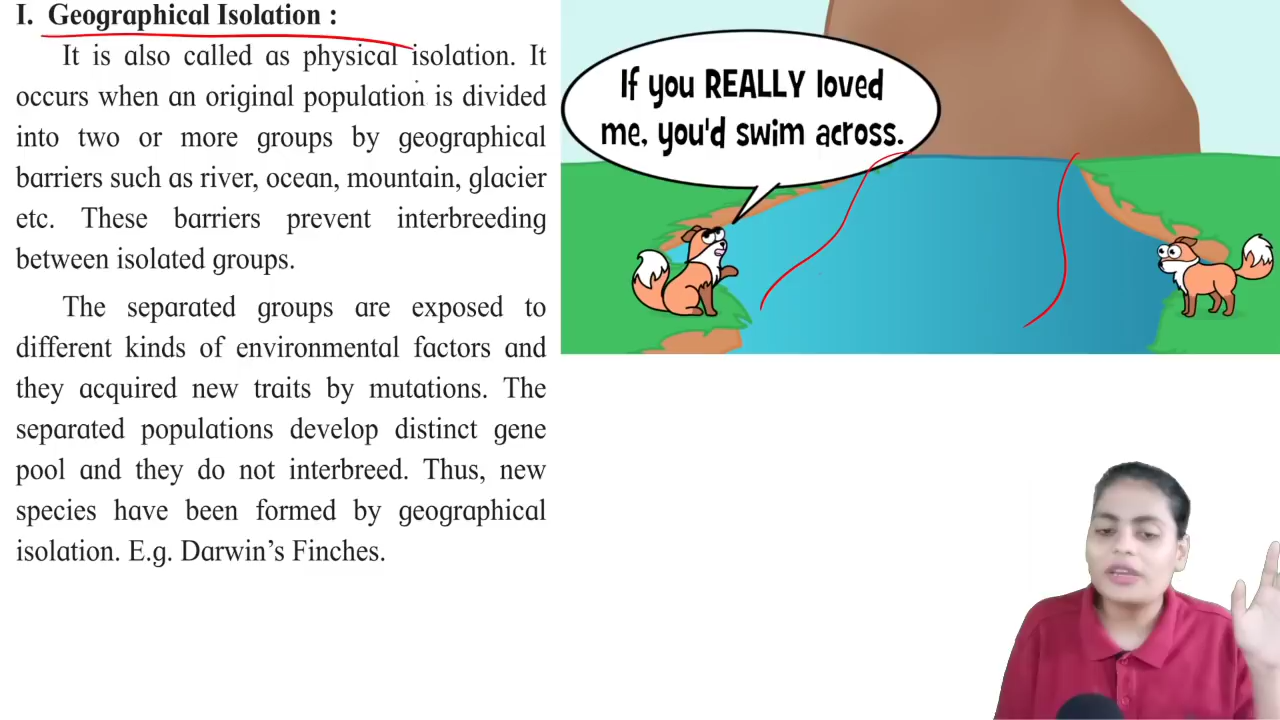 I. Geographical Isolation :
It is also called as physical isolation. It
occurs when an original population is divided
into two or more groups by geographical
barriers such as river, ocean, mountain, glacier
etc. These barriers prevent interbreeding
between isolated groups.
The separated groups are exposed to
different kinds of environmental factors and
they acquired new traits by mutations. The
separated populations develop distinct gene
pool and they do not interbreed. Thus, new
species have been formed by geographical
isolation. E.g. Darwin’s Finches.
If you REALLY loved
me, you'd swim across.